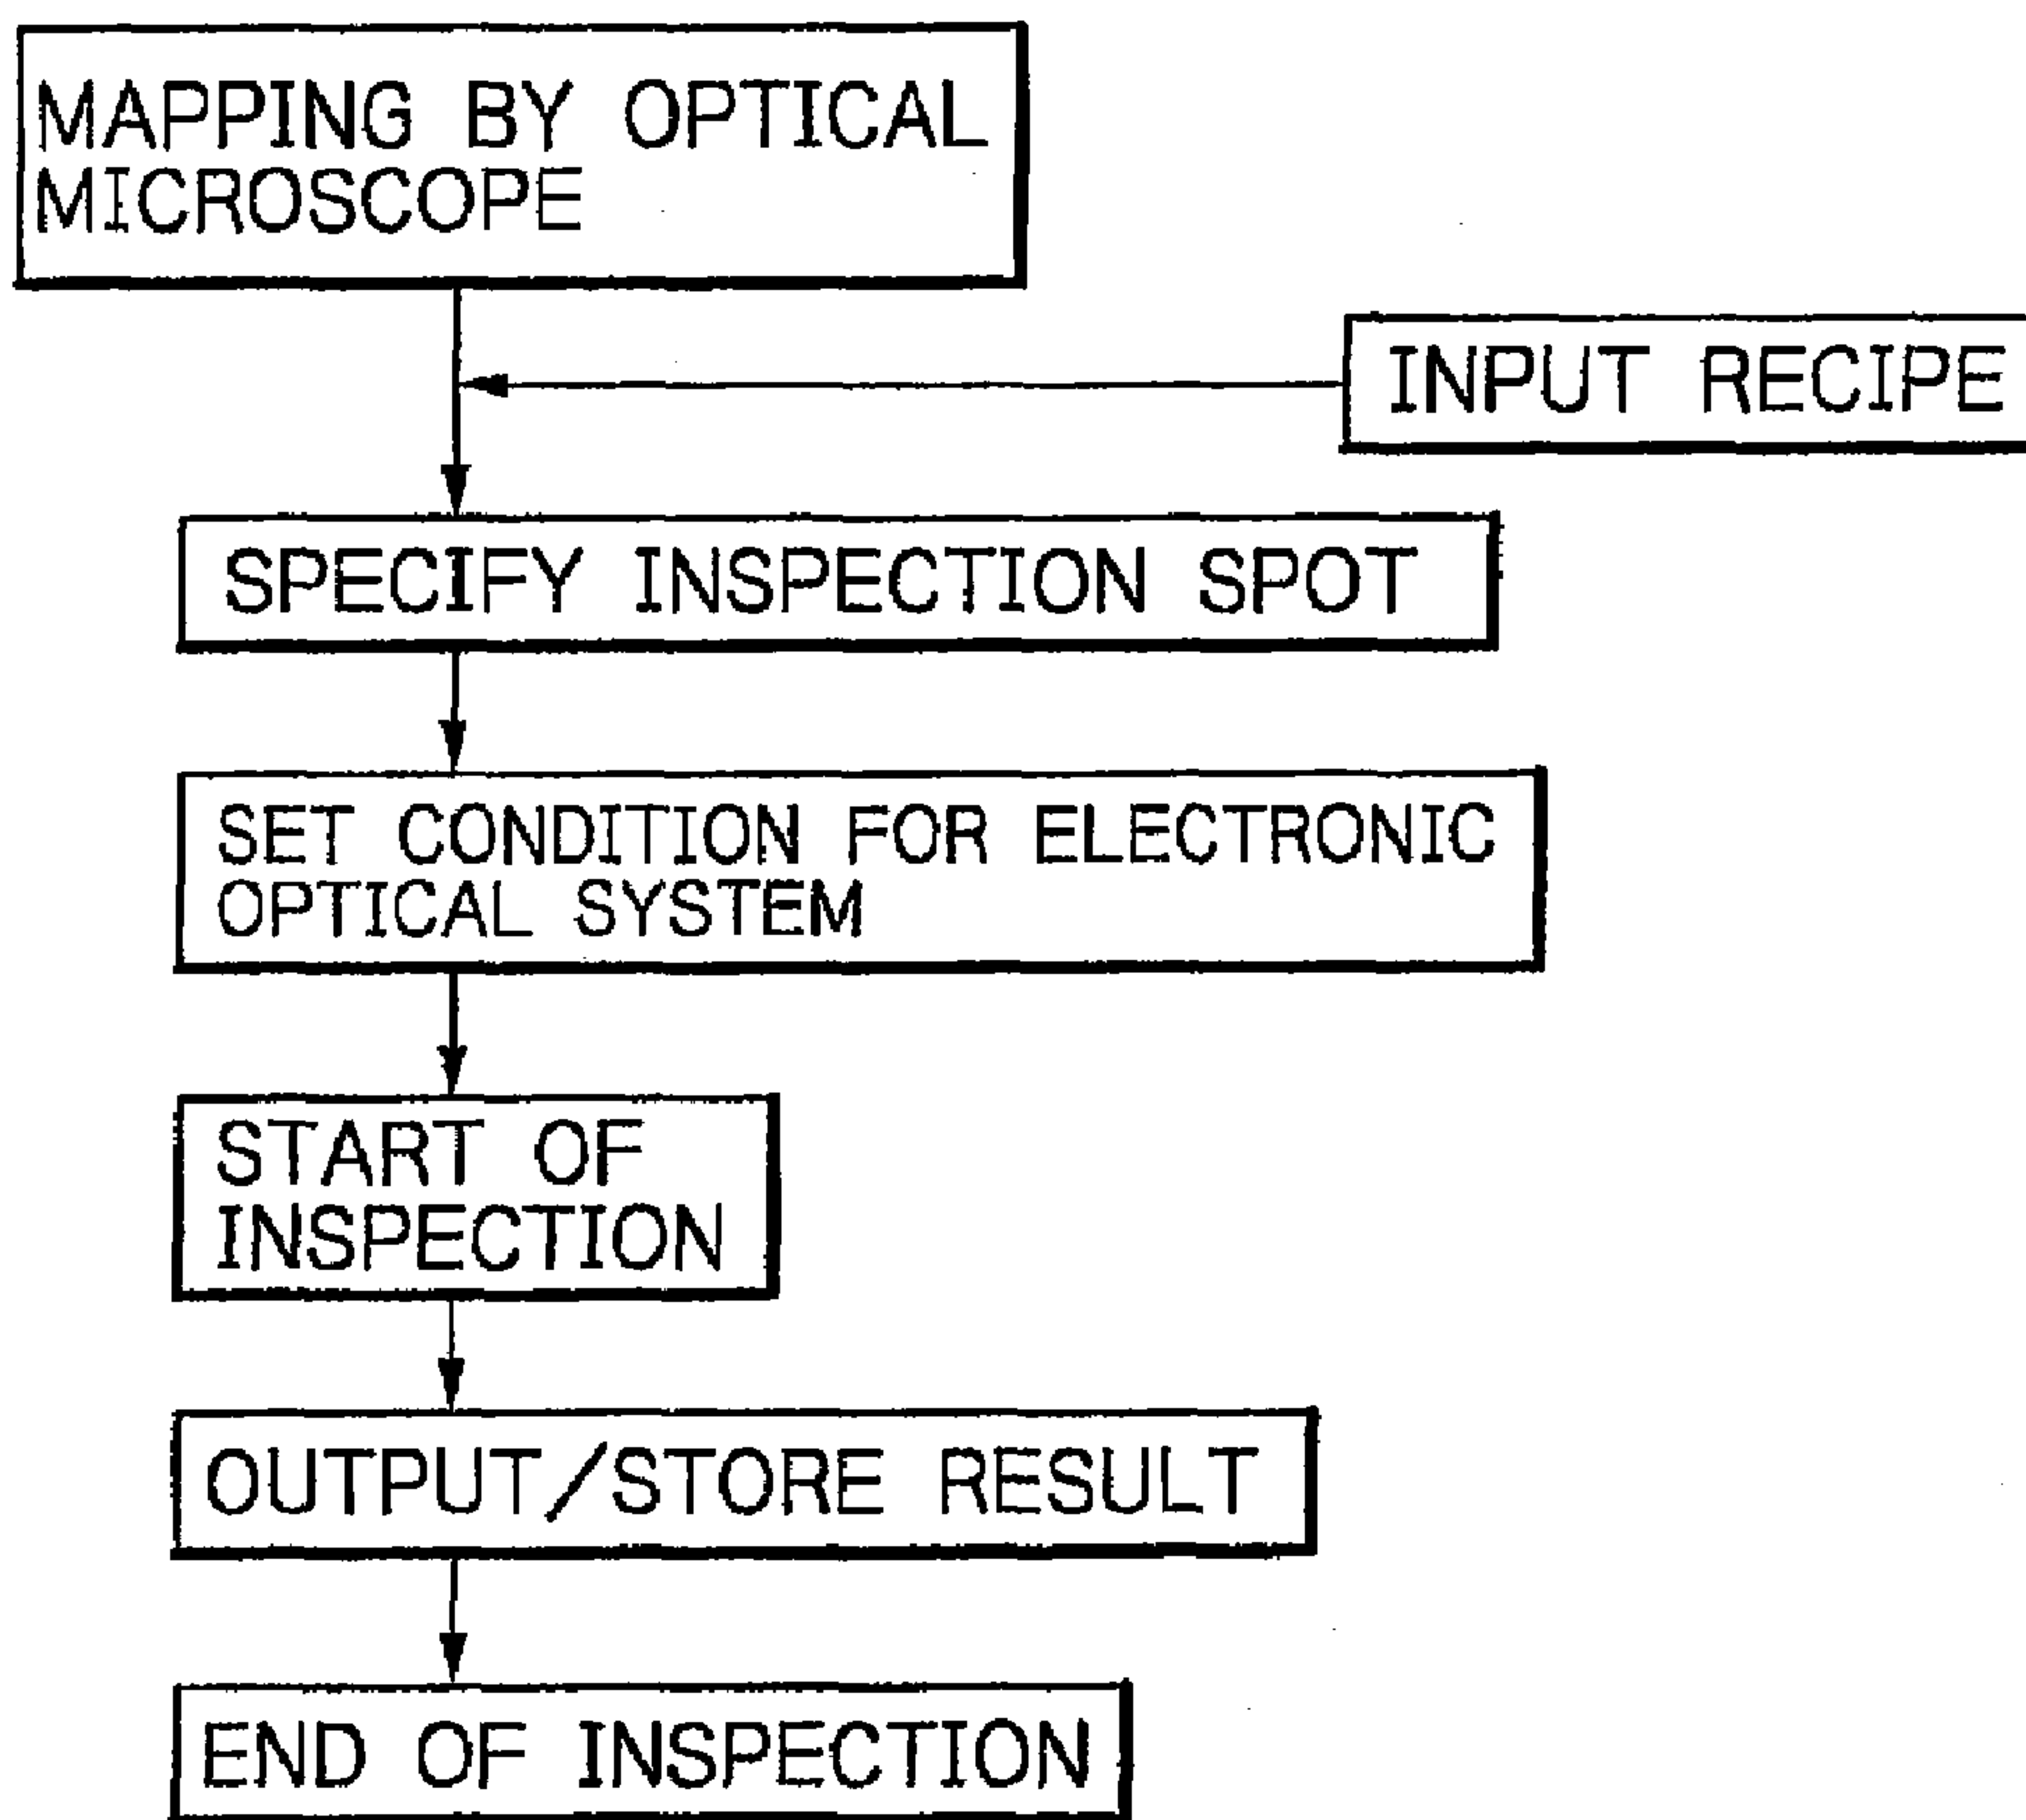 MAPPING BY OPTICAL
MICROSCOPE
INPUT RECIPE
SPECIFY INSPECTION SPOT
SET CONDITION FOR ELECTRONIC
OPTICAL SYSTEM
START OF
INSPECTION
OUTPUT/STORE RESULT
END OF INSPECTION